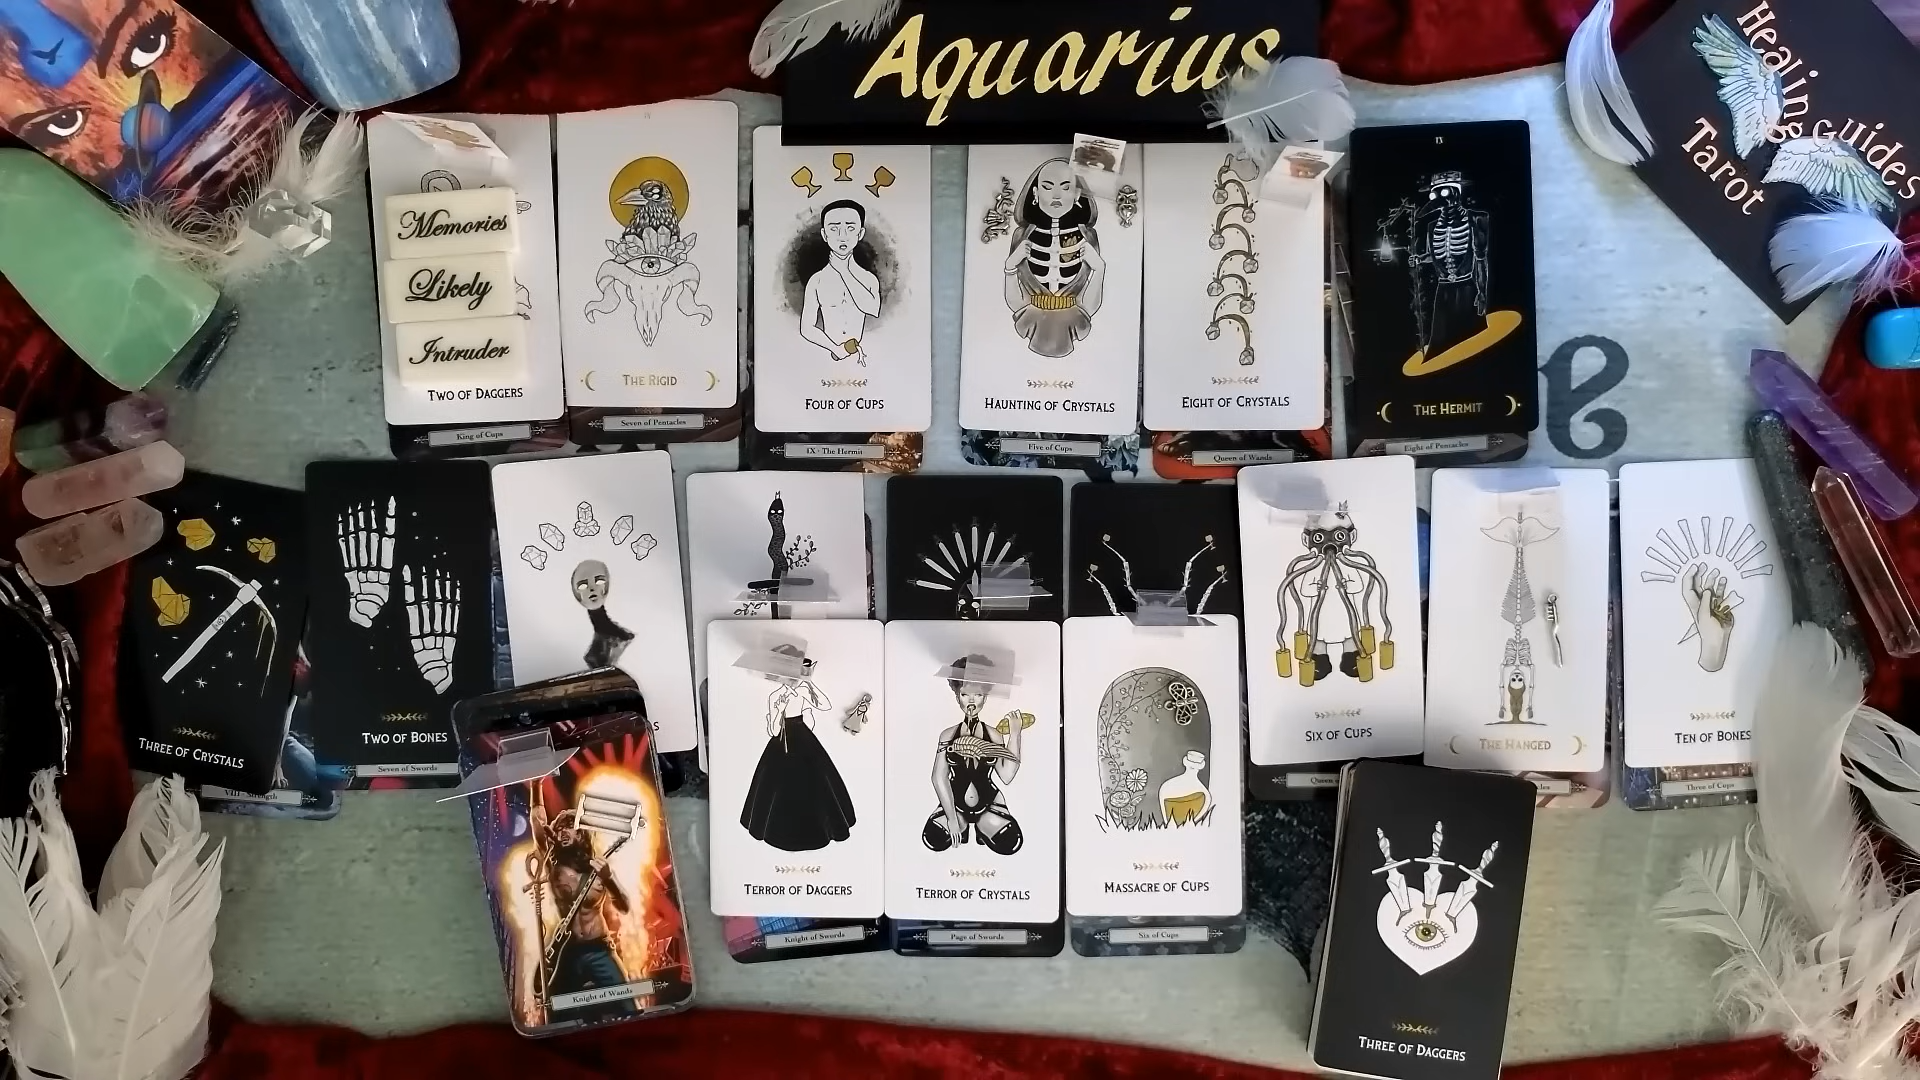 Aquarius
Healing Guides
Tarot
Memories
Likely
Intruder
TWO OF DAGGERS
King of Cups
IV
THE RIGID
Seven of Pentacles
FOUR OF CUPS
IX · The Hermit
HAUNTING OF CRYSTALS
Five of Cups
EIGHT OF CRYSTALS
Queen of Wands
IX
THE HERMIT
Eight of Pentacles
THREE OF CRYSTALS
VIII · Strength
TWO OF BONES
Seven of Swords
Knight of Wands
TERROR OF DAGGERS
Knight of Swords
TERROR OF CRYSTALS
Page of Swords
MASSACRE OF CUPS
Six of Cups
SIX OF CUPS
Queen
THE HANGED
TEN OF BONES
Three of Cups
THREE OF DAGGERS